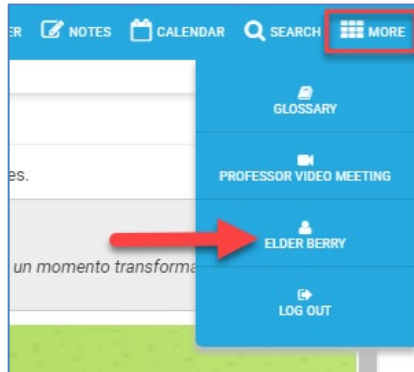 ER NOTES CALENDAR SEARCH MORE
GLOSSARY
PROFESSOR VIDEO MEETING
es.
ELDER BERRY
un momento transforma
LOG OUT